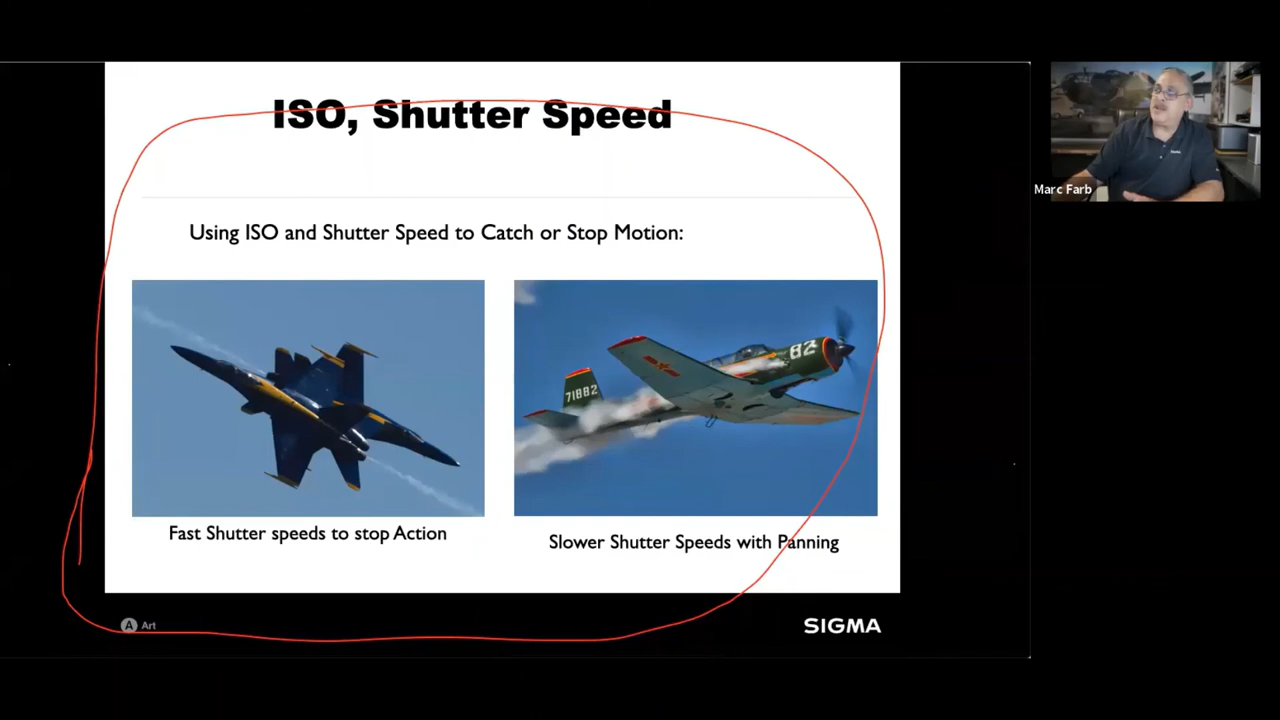 ISO, Shutter Speed
Marc Farb
Using ISO and Shutter Speed to Catch or Stop Motion:
82
71882
Fast Shutter speeds to stop Action
Slower Shutter Speeds with Panning
A Art
SIGMA